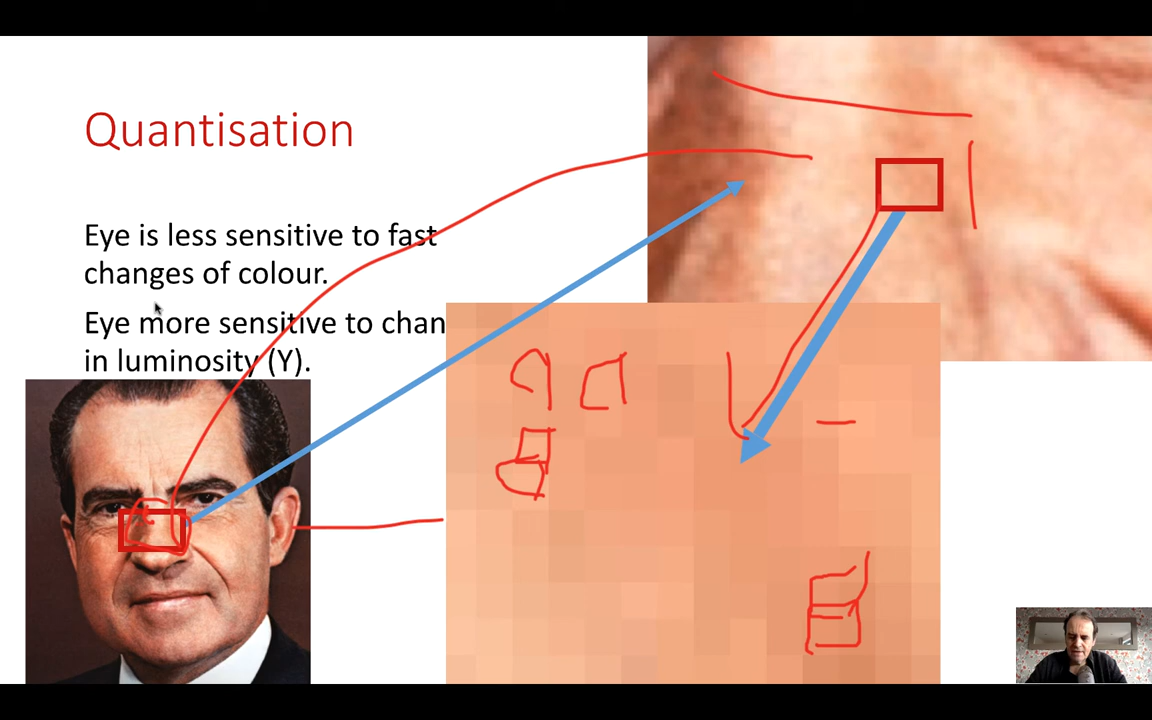 Quantisation
Eye is less sensitive to fast
changes of colour.
Eye more sensitive to chan
in luminosity (Y).